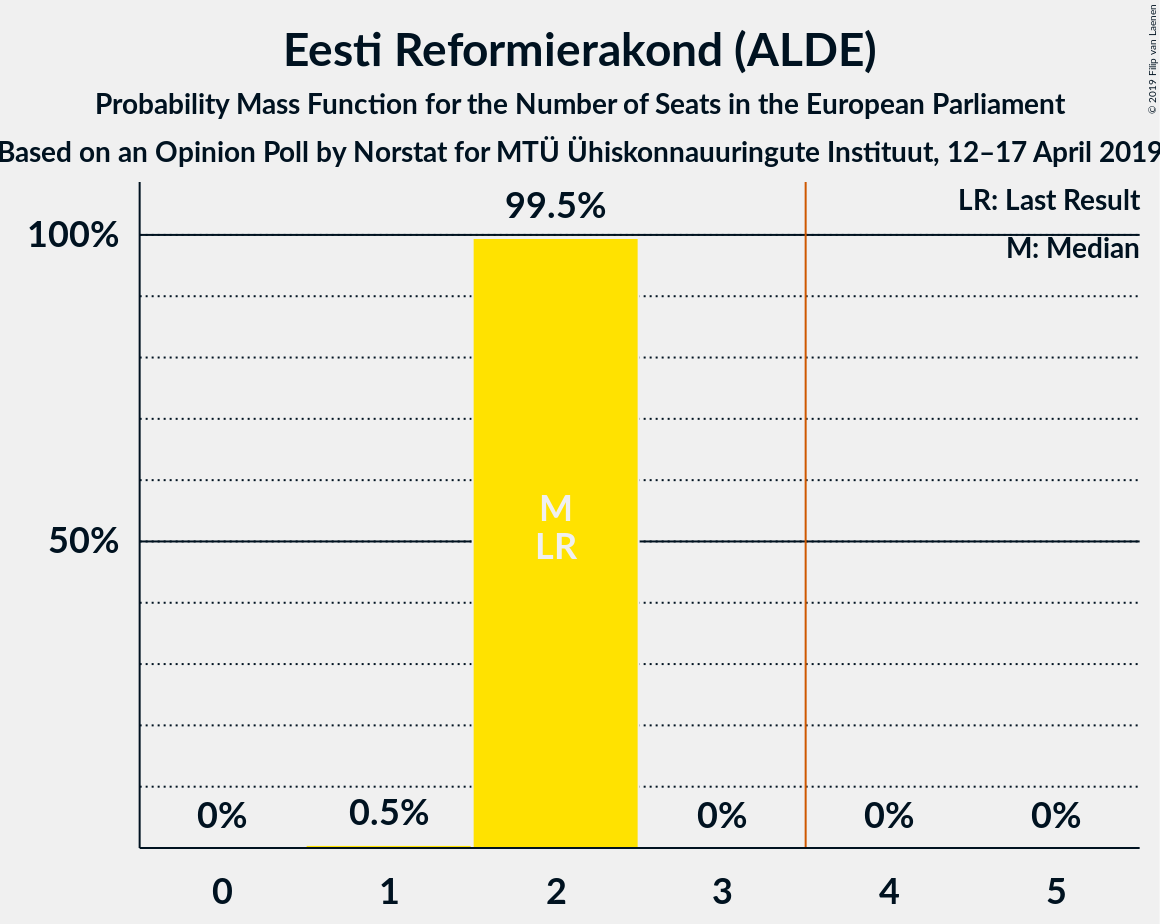 Eesti Reformierakond (ALDE)
Probability Mass Function for the Number of Seats in the European Parliament
Based on an Opinion Poll by Norstat for MTÜ Ühiskonnauuringute Instituut, 12–17 April 2019
© 2019 Filip van Laenen
LR: Last Result
M: Median
99.5%
100%
50%
M
LR
0% 0.5% 0% 0% 0%
0 1 2 3 4 5